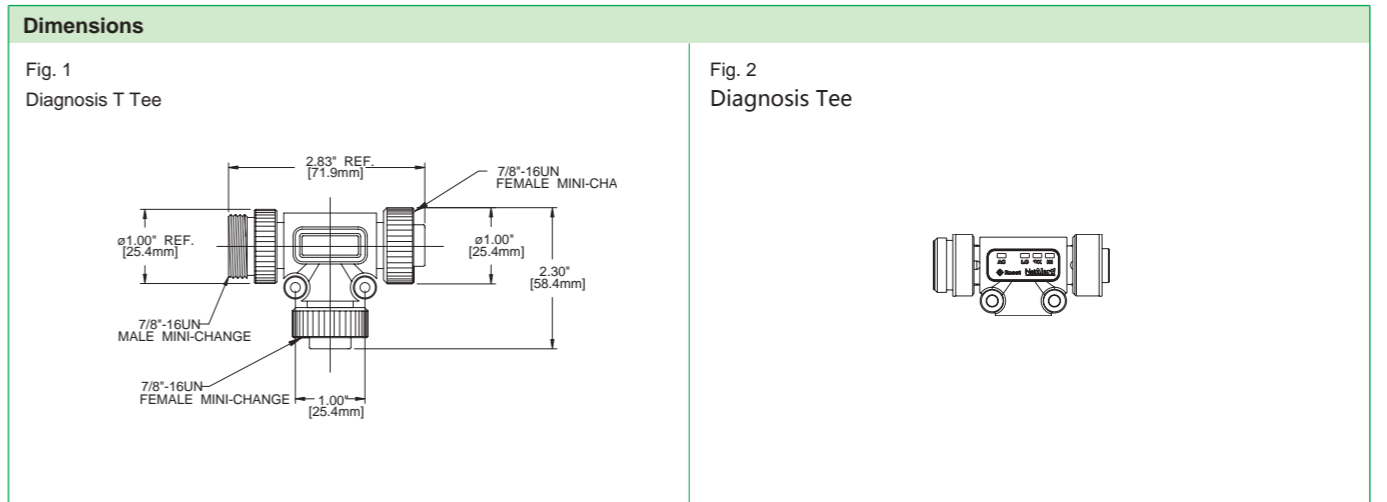 Dimensions
Fig. 1
Diagnosis T Tee
2.83" REF.
[71.9mm]
7/8"-16UN
FEMALE MINI-CHA
ø1.00" REF.
[25.4mm]
ø1.00"
[25.4mm]
2.30"
[58.4mm]
7/8"-16UN
MALE MINI-CHANGE
7/8"-16UN
FEMALE MINI-CHANGE
1.00"
[25.4mm]
Fig. 2
Diagnosis Tee
Reset